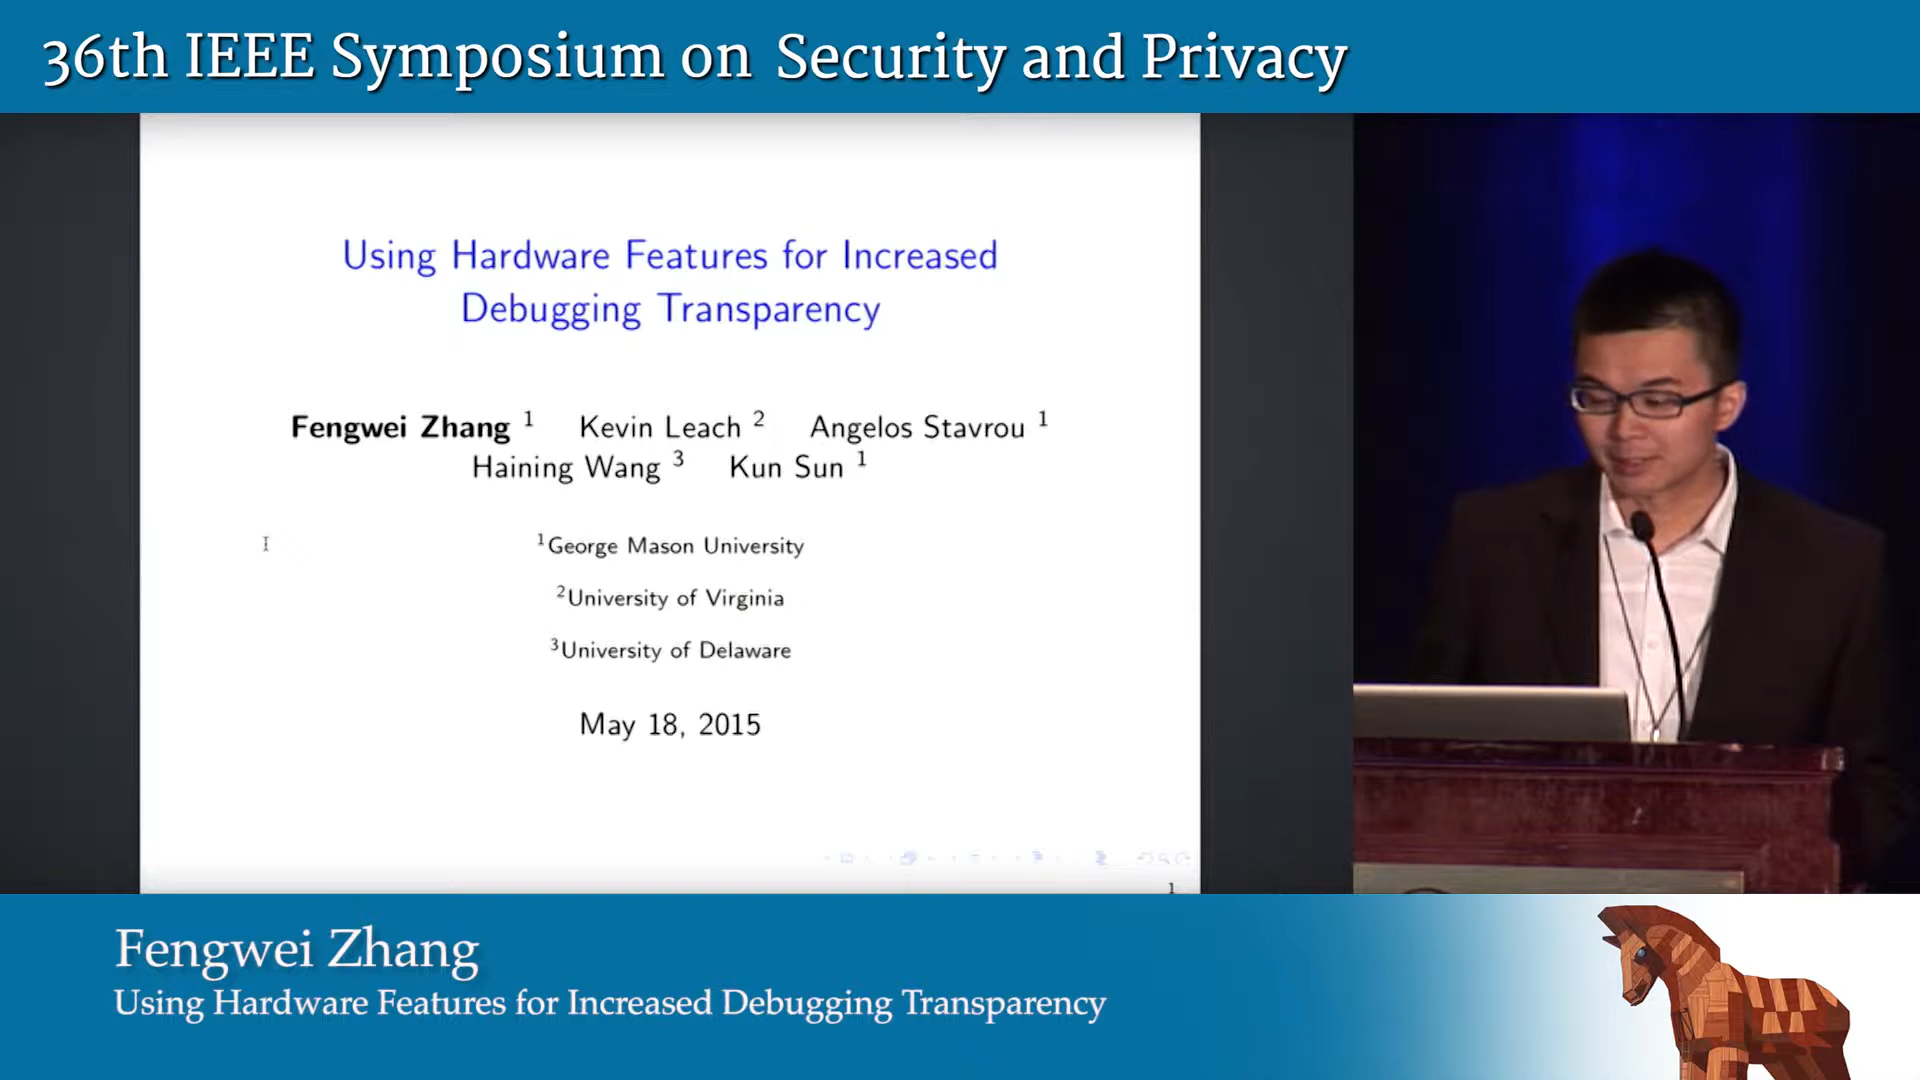 36th IEEE Symposium on Security and Privacy
Using Hardware Features for Increased
Debugging Transparency
Fengwei Zhang 1 Kevin Leach 2 Angelos Stavrou 1
Haining Wang 3 Kun Sun 1
1George Mason University
2University of Virginia
3University of Delaware
May 18, 2015
1
Fengwei Zhang
Using Hardware Features for Increased Debugging Transparency